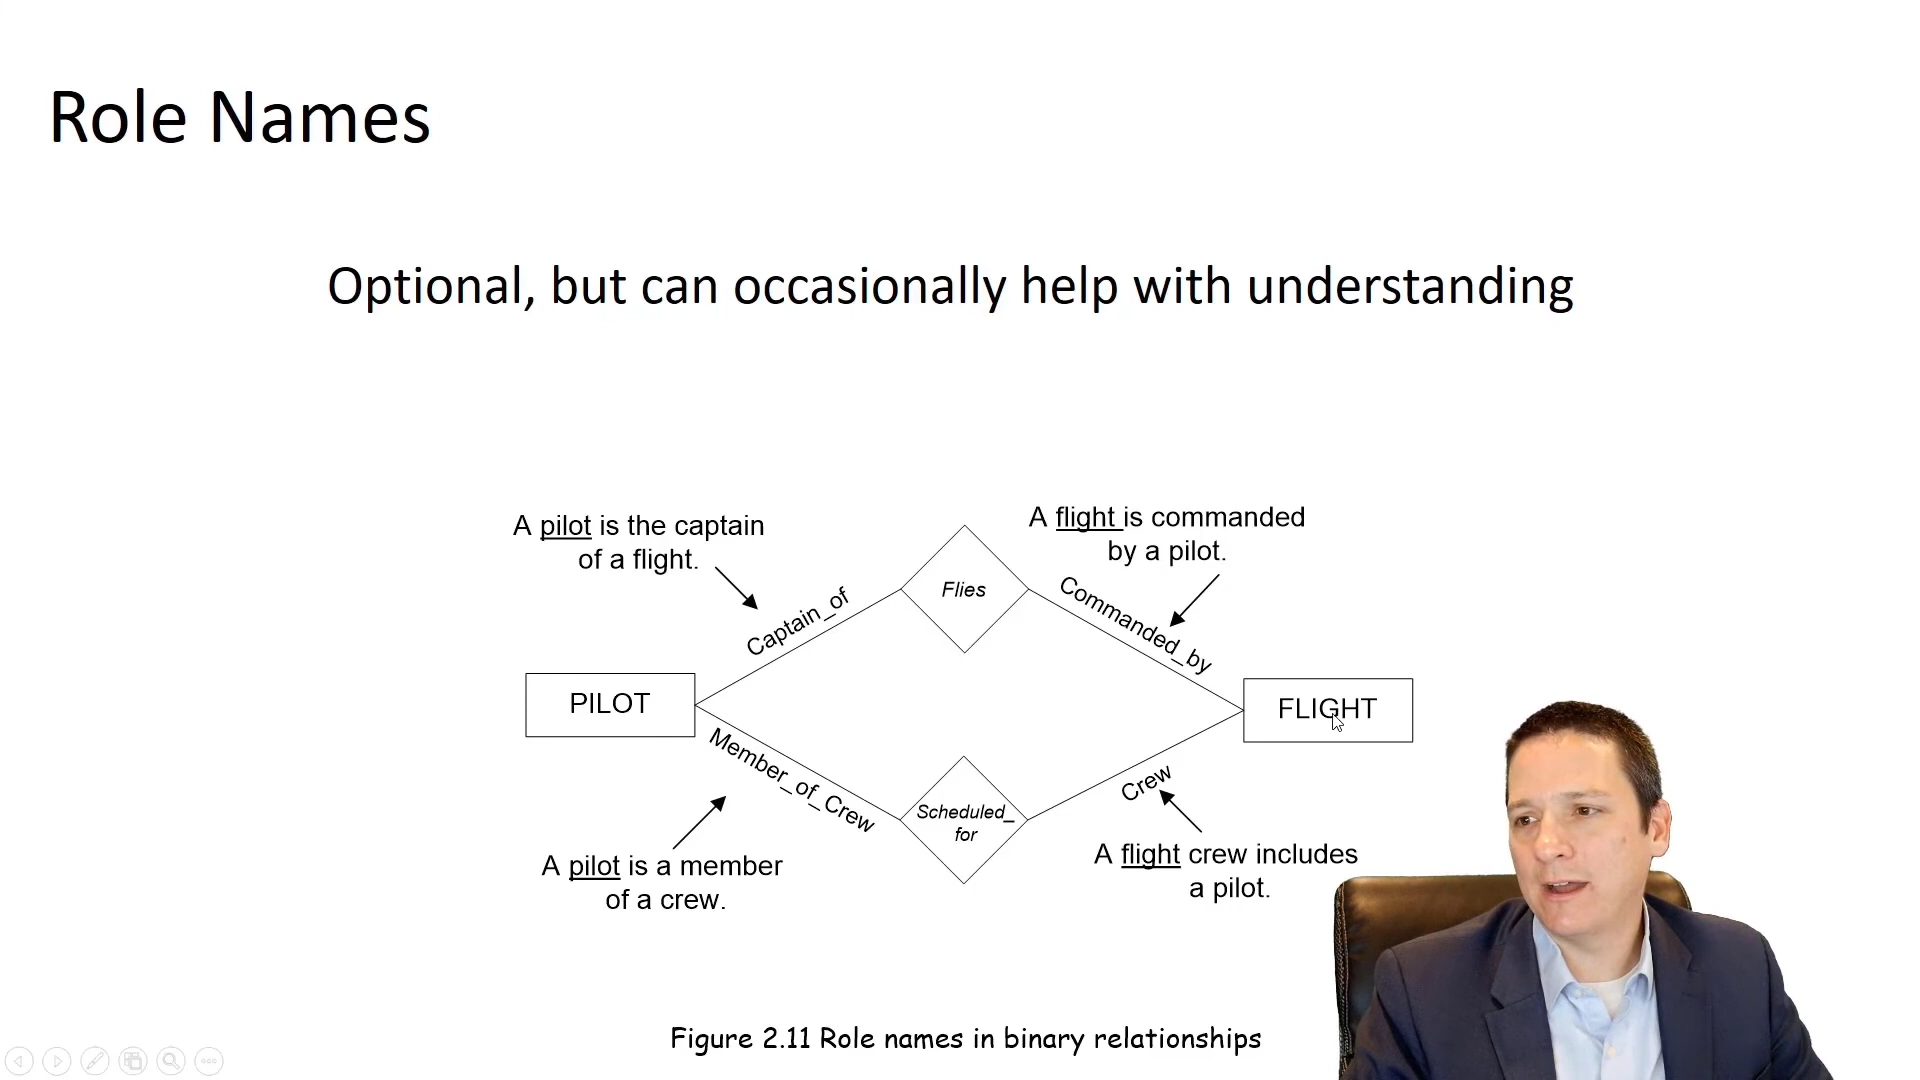 Role Names
Optional, but can occasionally help with understanding
A pilot is the captain
of a flight.
A flight is commanded
by a pilot.
Captain_of
Flies
Commanded_by
PILOT
FLIGHT
Member_of_Crew
Scheduled_
for
Crew
A pilot is a member
of a crew.
A flight crew includes
a pilot.
Figure 2.11 Role names in binary relationships